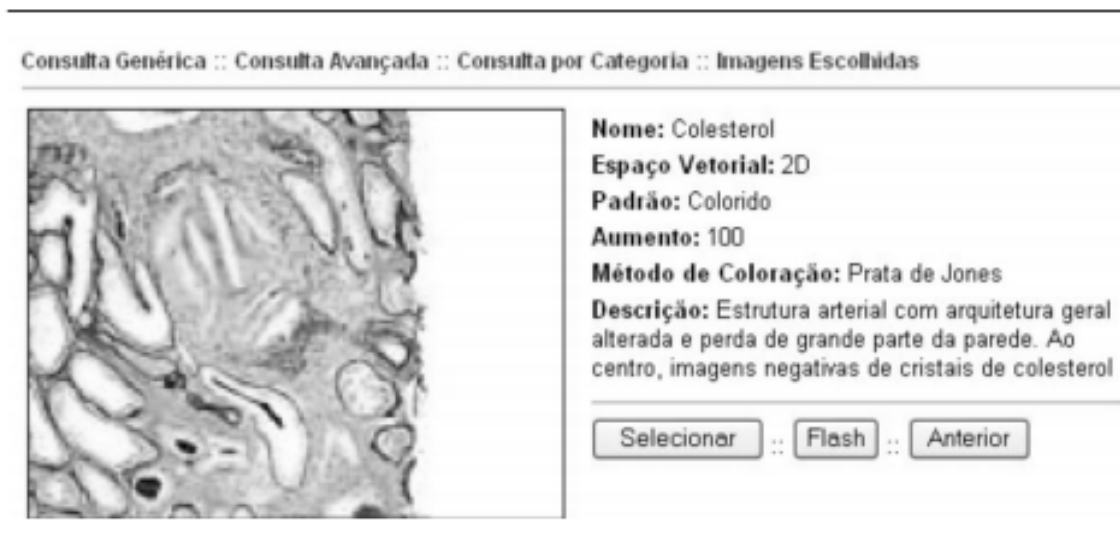 Consulta Genérica :: Consulta Avançada :: Consulta por Categoria :: Imagens Escolhidas
Nome: Colesterol
Espaço Vetorial: 2D
Padrão: Colorido
Aumento: 100
Método de Coloração: Prata de Jones
Descrição: Estrutura arterial com arquitetura geral
alterada e perda de grande parte da parede. Ao
centro, imagens negativas de cristais de colesterol
Selecionar :: Flash :: Anterior